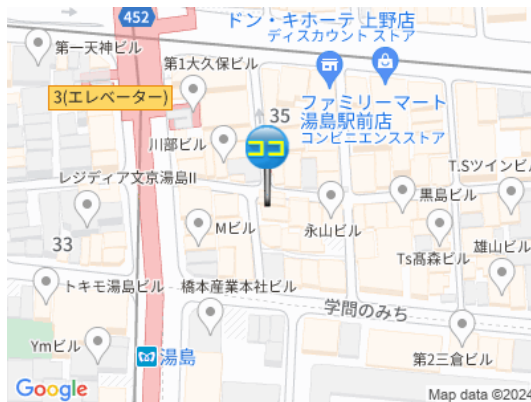 452
ドン・キホーテ 上野店
ディスカウント ストア
第一天神ビル
第1大久保ビル
3(エレベーター)
35
ファミリーマート
湯島駅前店
コンビニエンスストア
川部ビル
ココ
T.Sツインビル
レジディア文京湯島II
黒島ビル
33
Mビル
永山ビル
Ts髙森ビル
雄山ビル
トキモ湯島ビル
橋本産業本社ビル
学問のみち
Ymビル
湯島
第2三倉ビル
Google
Map data ©2024